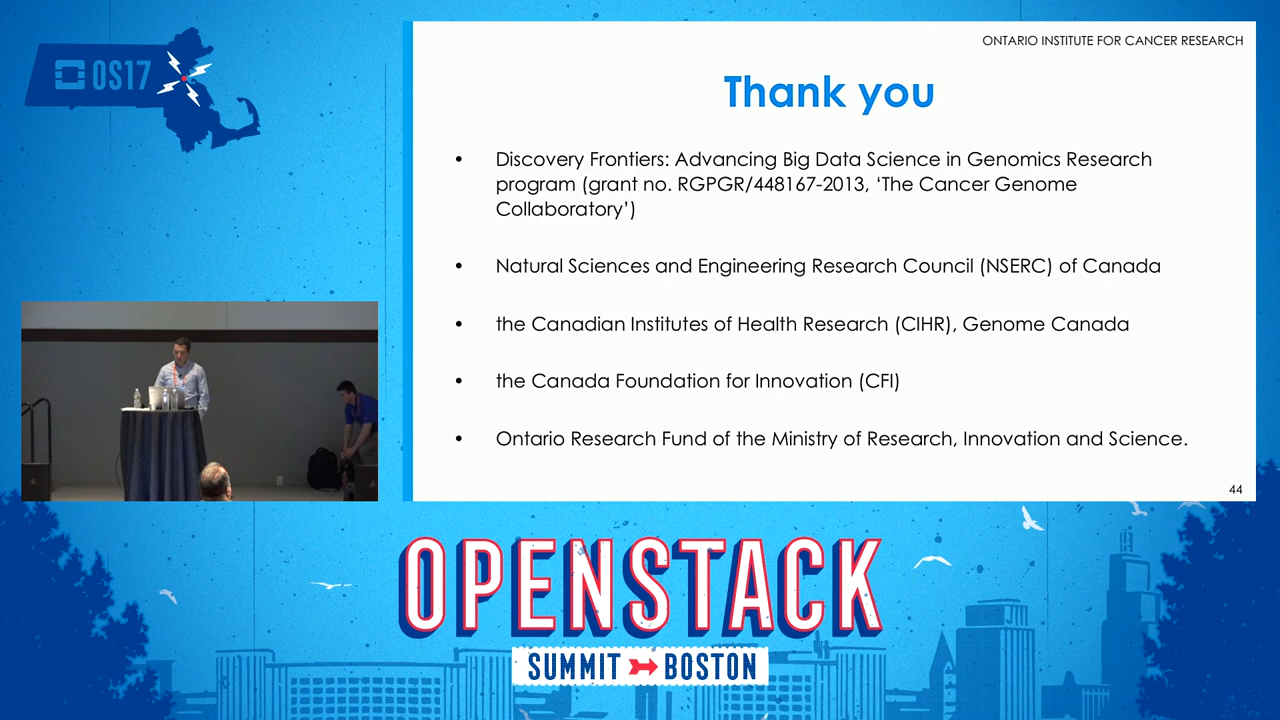 OS17
ONTARIO INSTITUTE FOR CANCER RESEARCH
Thank you
• Discovery Frontiers: Advancing Big Data Science in Genomics Research
program (grant no. RGPGR/448167-2013, ‘The Cancer Genome
Collaboratory’)
• Natural Sciences and Engineering Research Council (NSERC) of Canada
• the Canadian Institutes of Health Research (CIHR), Genome Canada
• the Canada Foundation for Innovation (CFI)
• Ontario Research Fund of the Ministry of Research, Innovation and Science.
44
OPENSTACK
SUMMIT BOSTON